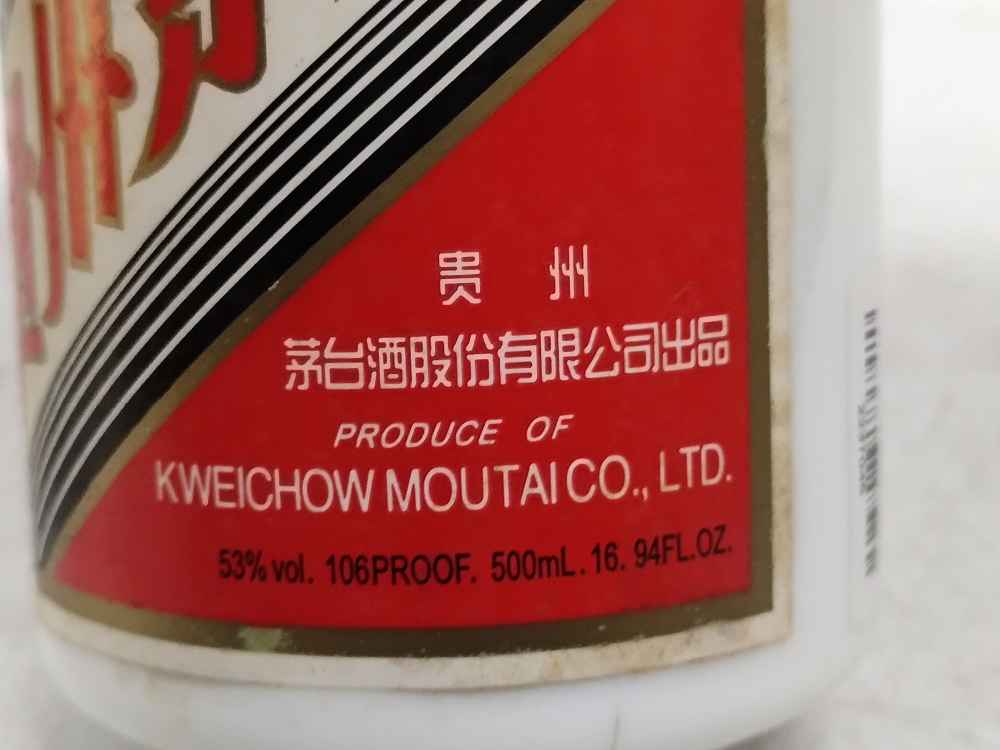 贵州
茅台酒股份有限公司出品
PRODUCE OF
KWEICHOW MOUTAI CO., LTD.
53% vol. 106PROOF. 500mL. 16. 94FL.OZ.